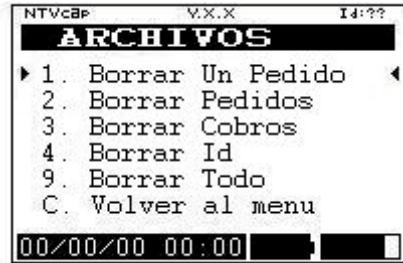 NTVcap V.X.X Id:??
ARCHIVOS
1. Borrar Un Pedido
2. Borrar Pedidos
3. Borrar Cobros
4. Borrar Id
9. Borrar Todo
C. Volver al menu
00/00/00 00:00